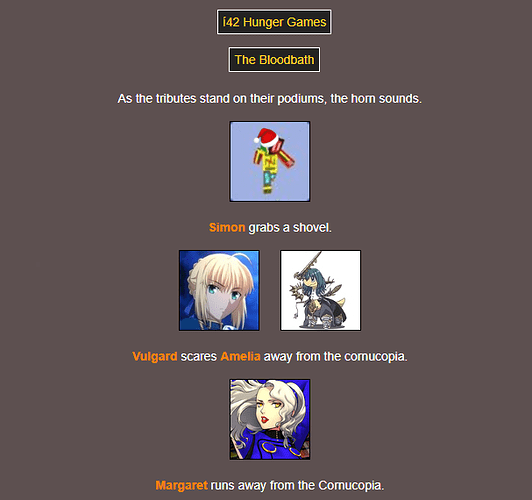 Í42 Hunger Games
The Bloodbath
As the tributes stand on their podiums, the horn sounds.
Simon grabs a shovel.
Vulgard scares Amelia away from the cornucopia.
Margaret runs away from the Cornucopia.